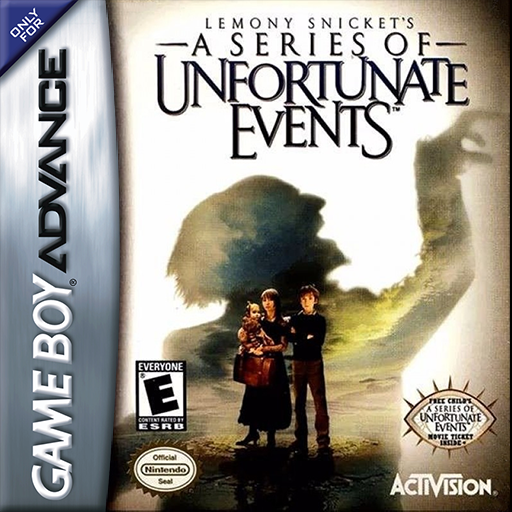 ONLY
FOR
GAME BOY ADVANCE®
LEMONY SNICKET'S
A SERIES OF
UNFORTUNATE
EVENTS™
EVERYONE
E
CONTENT RATED BY
ESRB
Official
Nintendo
Seal
FREE CHILD'S
A SERIES OF
UNFORTUNATE
EVENTS
MOVIE TICKET
INSIDE
ACTIVISION®